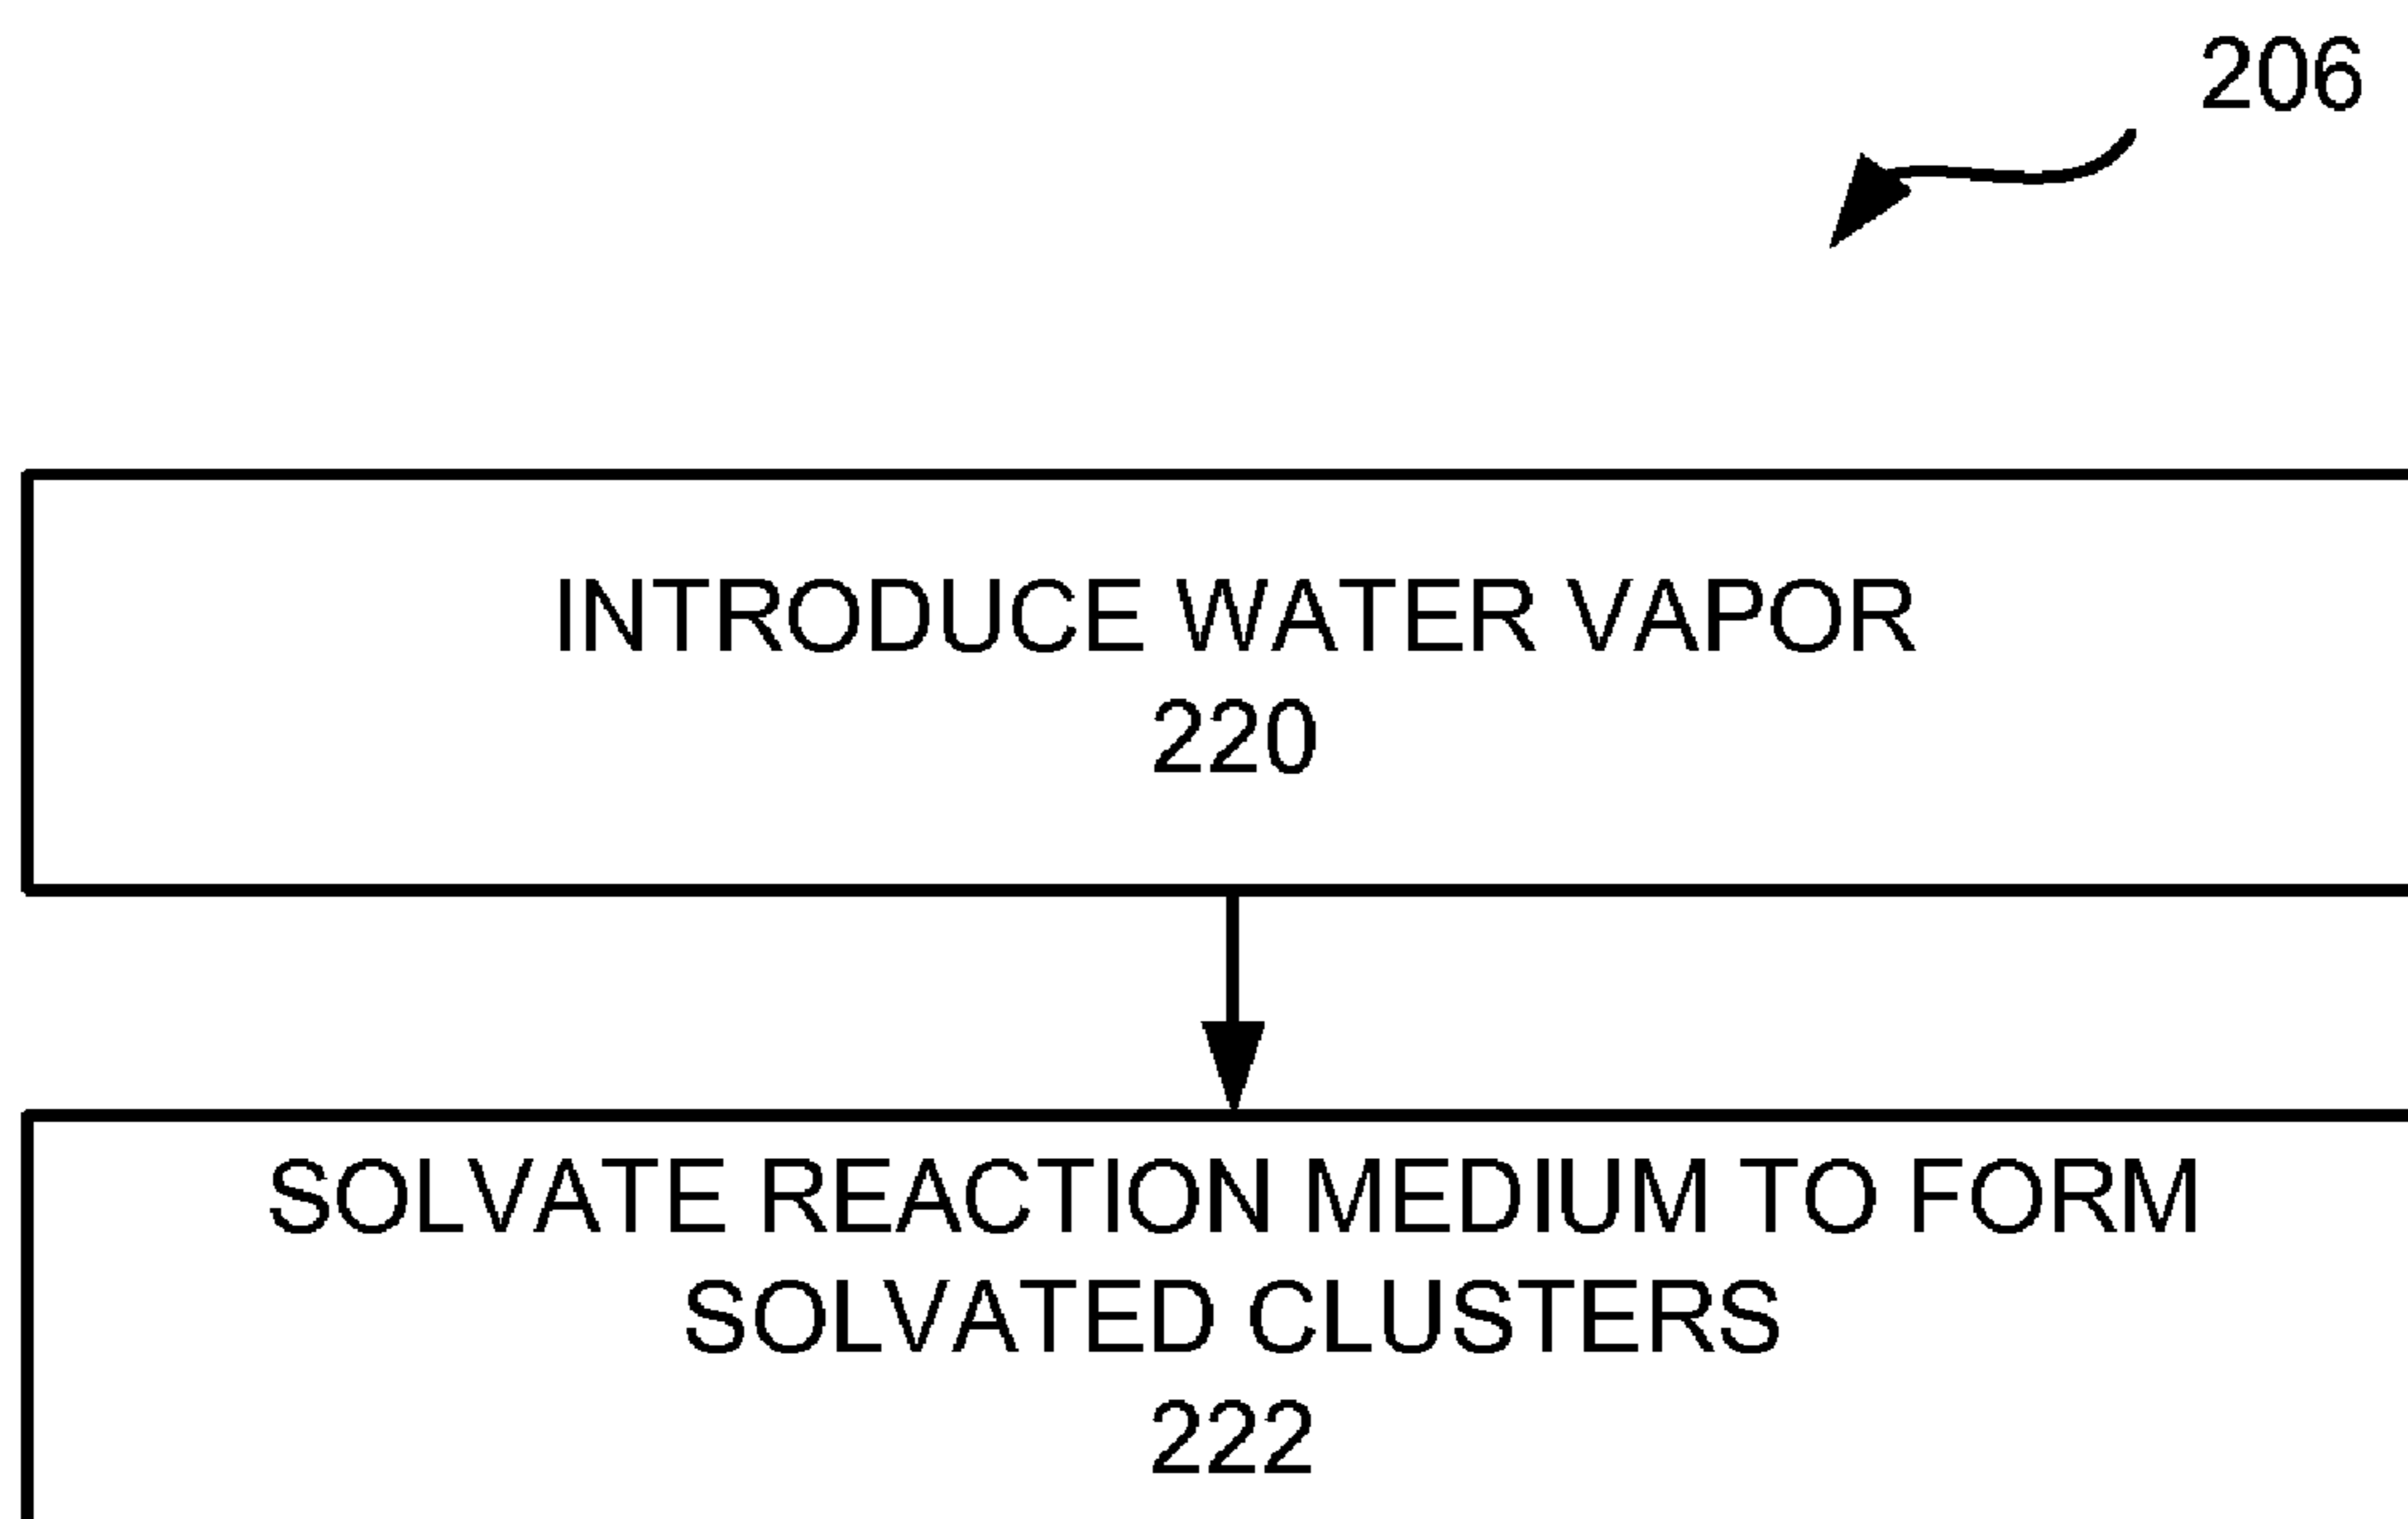 206
INTRODUCE WATER VAPOR
220
SOLVATE REACTION MEDIUM TO FORM
SOLVATED CLUSTERS
222